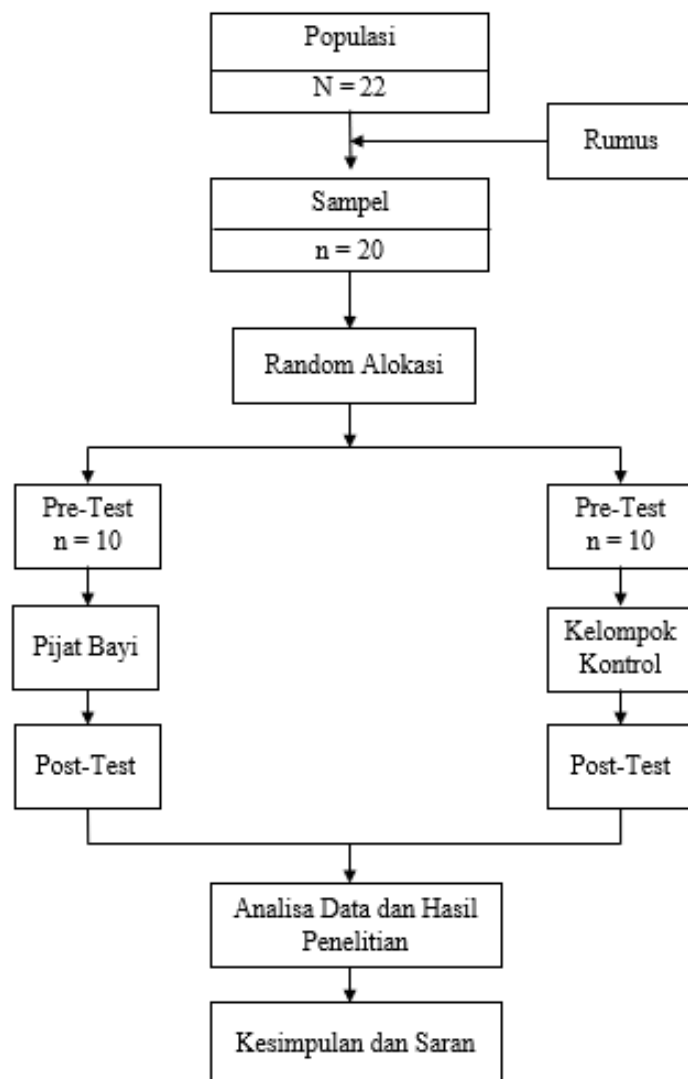 Populasi
N = 22
Rumus
Sampel
n = 20
Random Alokasi
Pre-Test
n = 10
Pre-Test
n = 10
Pijat Bayi
Kelompok
Kontrol
Post-Test
Post-Test
Analisa Data dan Hasil
Penelitian
Kesimpulan dan Saran